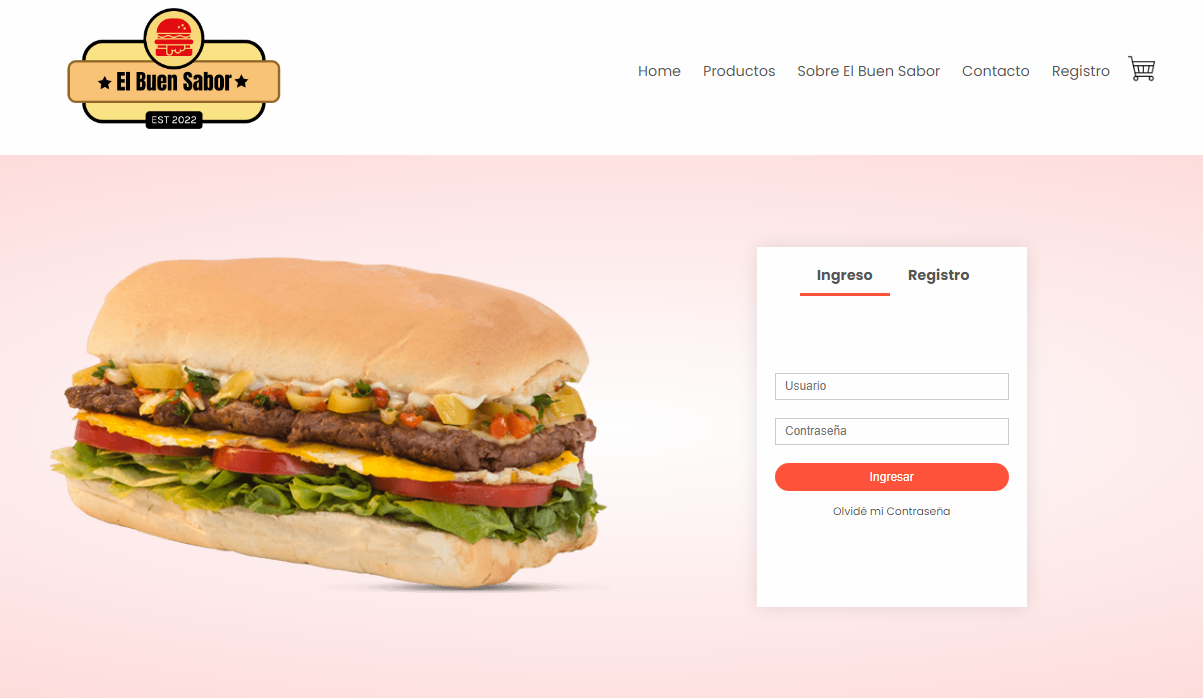 El Buen Sabor
EST 2022
Home Productos Sobre El Buen Sabor Contacto Registro
Ingreso Registro
Usuario
Contraseña
Ingresar
Olvidé mi Contraseña